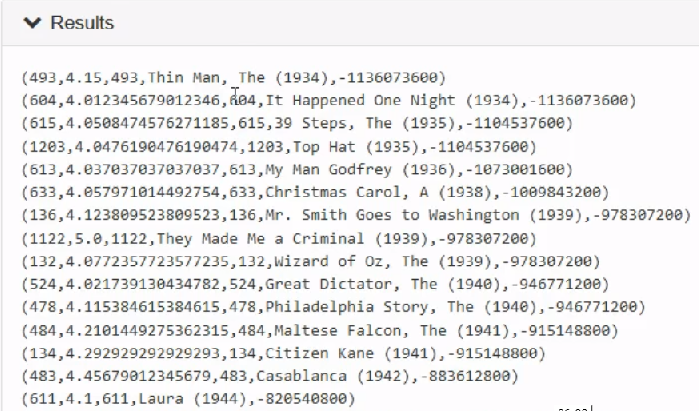 Results
(493,4.15,493,Thin Man, The (1934),-1136073600)
(604,4.012345679012346,604,It Happened One Night (1934),-1136073600)
(615,4.0508474576271185,615,39 Steps, The (1935),-1104537600)
(1203,4.0476190476190474,1203,Top Hat (1935),-1104537600)
(613,4.037037037037037,613,My Man Godfrey (1936),-1073001600)
(633,4.057971014492754,633,Christmas Carol, A (1938),-1009843200)
(136,4.123809523809523,136,Mr. Smith Goes to Washington (1939),-978307200)
(1122,5.0,1122,They Made Me a Criminal (1939),-978307200)
(132,4.0772357723577235,132,Wizard of Oz, The (1939),-978307200)
(524,4.021739130434782,524,Great Dictator, The (1940),-946771200)
(478,4.115384615384615,478,Philadelphia Story, The (1940),-946771200)
(484,4.2101449275362315,484,Maltese Falcon, The (1941),-915148800)
(134,4.292929292929293,134,Citizen Kane (1941),-915148800)
(483,4.45679012345679,483,Casablanca (1942),-883612800)
(611,4.1,611,Laura (1944),-820540800)